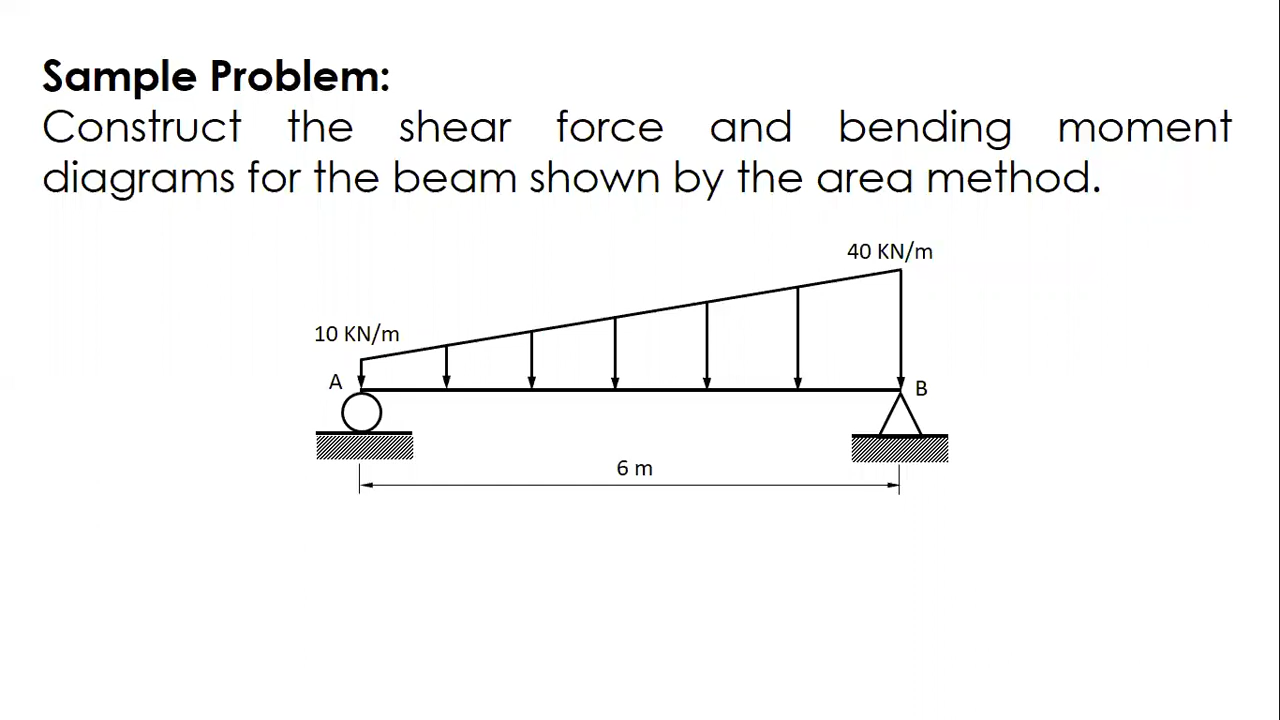 Sample Problem:
Construct the shear force and bending moment
diagrams for the beam shown by the area method.
40 KN/m
10 KN/m
A
B
6 m